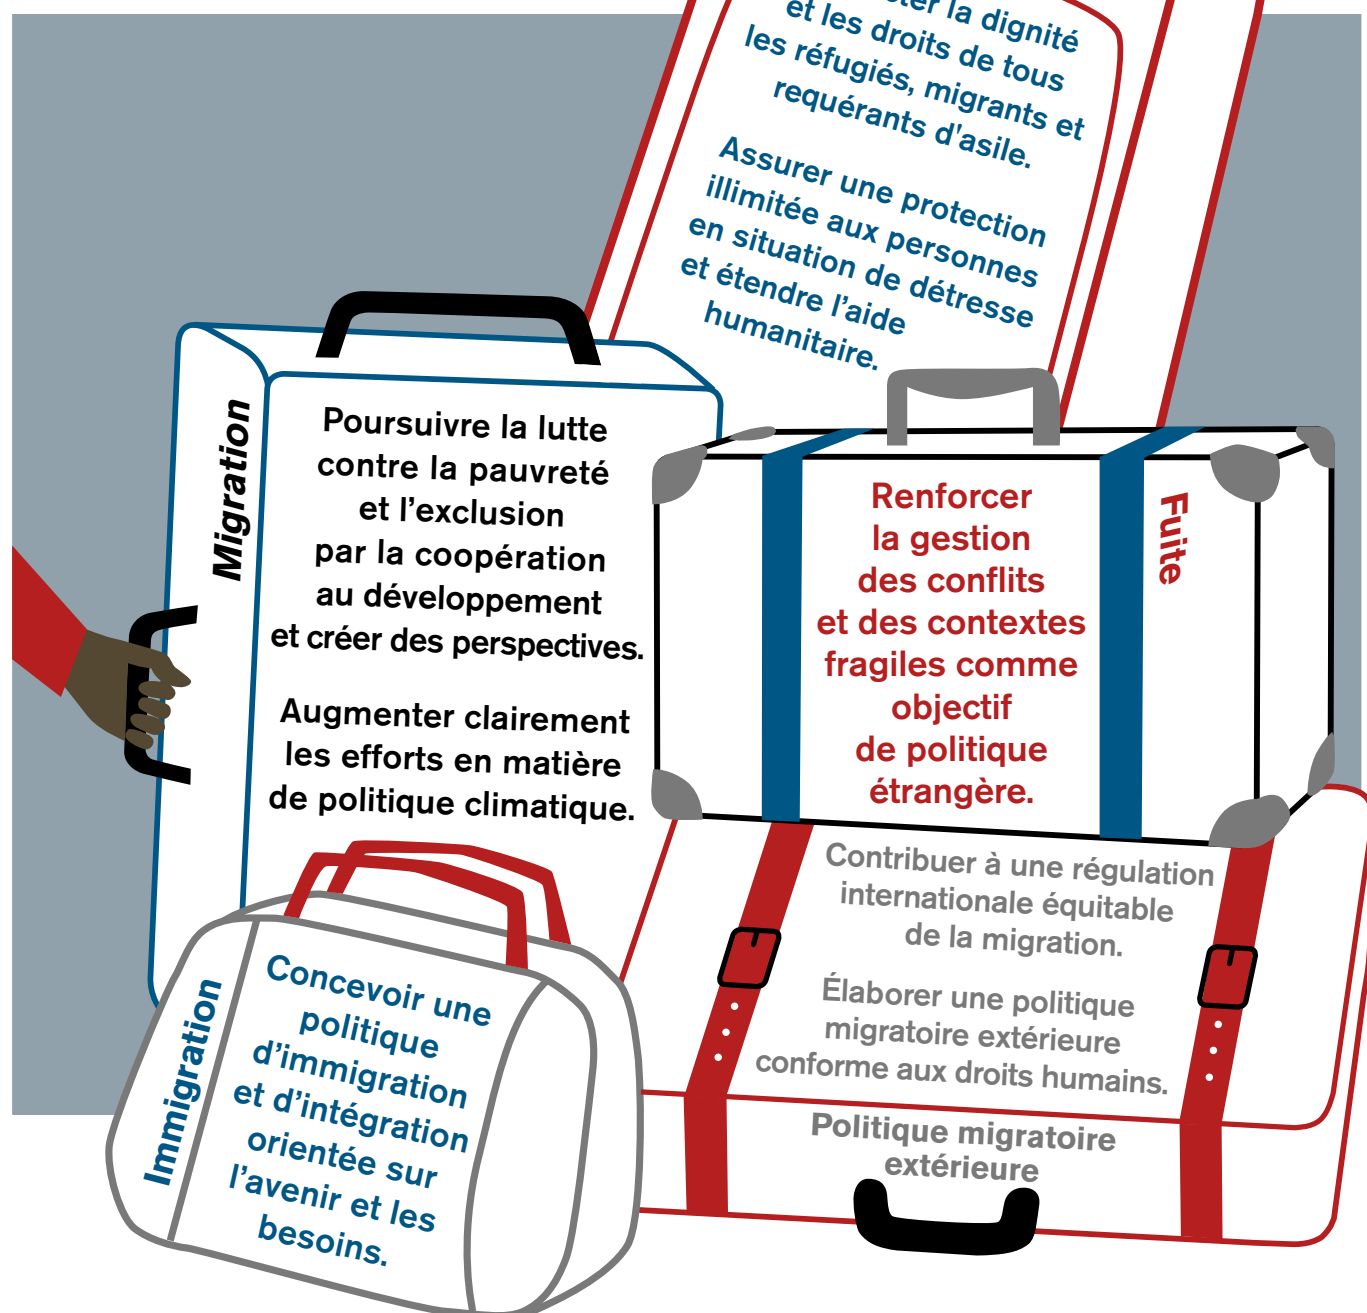 la dignité
et les droits de tous
les réfugiés, migrants et
requérants d'asile.
Assurer une protection
illimitée aux personnes
en situation de détresse
et étendre l’aide
humanitaire.
Migration
Poursuivre la lutte
contre la pauvreté
et l’exclusion
par la coopération
au développement
et créer des perspectives.
Augmenter clairement
les efforts en matière
de politique climatique.
Renforcer
la gestion
des conflits
et des contextes
fragiles comme
objectif
de politique
étrangère.
Fuite
Contribuer à une régulation
internationale équitable
de la migration.
Élaborer une politique
migratoire extérieure
conforme aux droits humains.
Politique migratoire
extérieure
Immigration
Concevoir une
politique
d’immigration
et d’intégration
orientée sur
l’avenir et les
besoins.